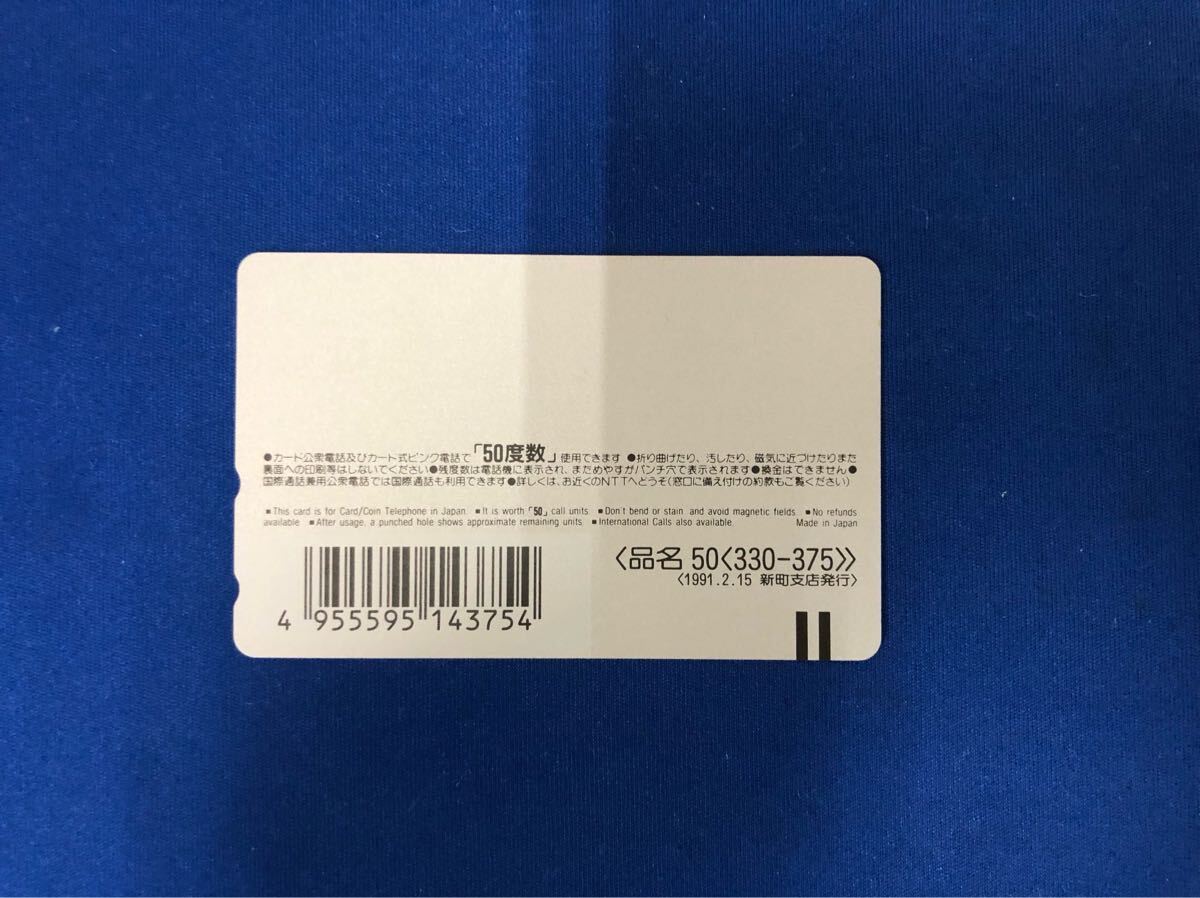 ●カード公衆電話及びカード式ピンク電話で「50度数」使用できます ●折り曲げたり、汚したり、磁気に近づけたりまた
裏面への印刷等はしないでください●残度数は電話機に表示され、まためやすがパンチ穴で表示されます●換金はできません●
国際通話兼用公衆電話では国際通話も利用できます●詳しくは、お近くのNTTへどうぞ(窓口に備え付けの約款もご覧ください)
■This card is for Card/Coin Telephone in Japan. ■It is worth「50」call units. ■Don't bend or stain, and avoid magnetic fields. ■No refunds
available. ■After usage, a punched hole shows approximate remaining units. ■International Calls also available. Made in Japan
〈品名 50〈330-375〉〉
〈1991.2.15 新町支店発行〉
4 955595 143754